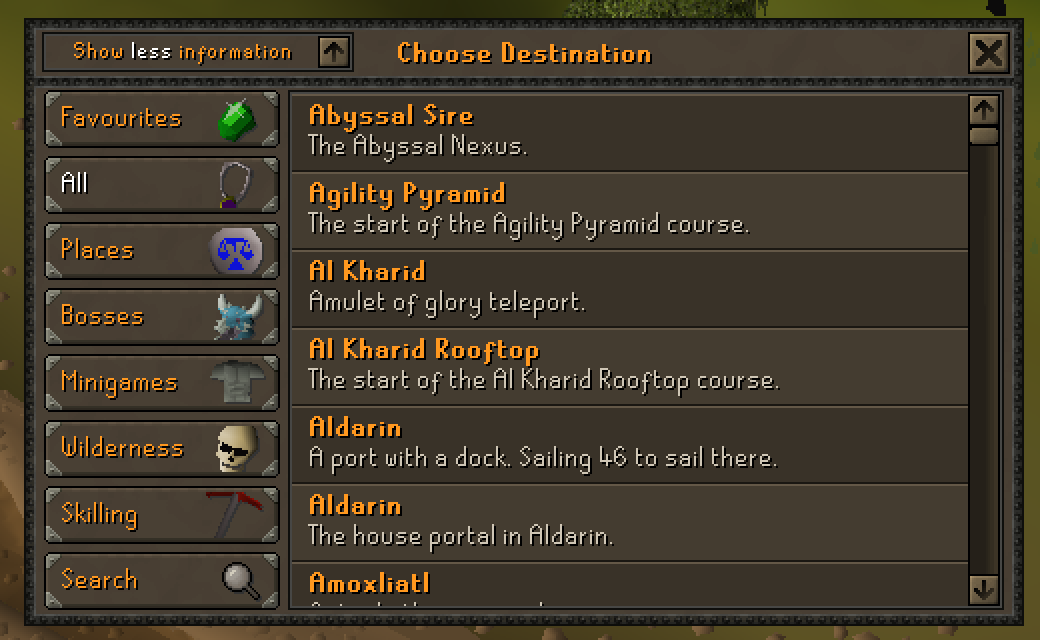 Show less information
Choose Destination
Favourites
All
Places
Bosses
Minigames
Wilderness
Skilling
Search
Abyssal Sire
The Abyssal Nexus.
Agility Pyramid
The start of the Agility Pyramid course.
Al Kharid
Amulet of glory teleport.
Al Kharid Rooftop
The start of the Al Kharid Rooftop course.
Aldarin
A port with a dock. Sailing 46 to sail there.
Aldarin
The house portal in Aldarin.
Amoxliatl